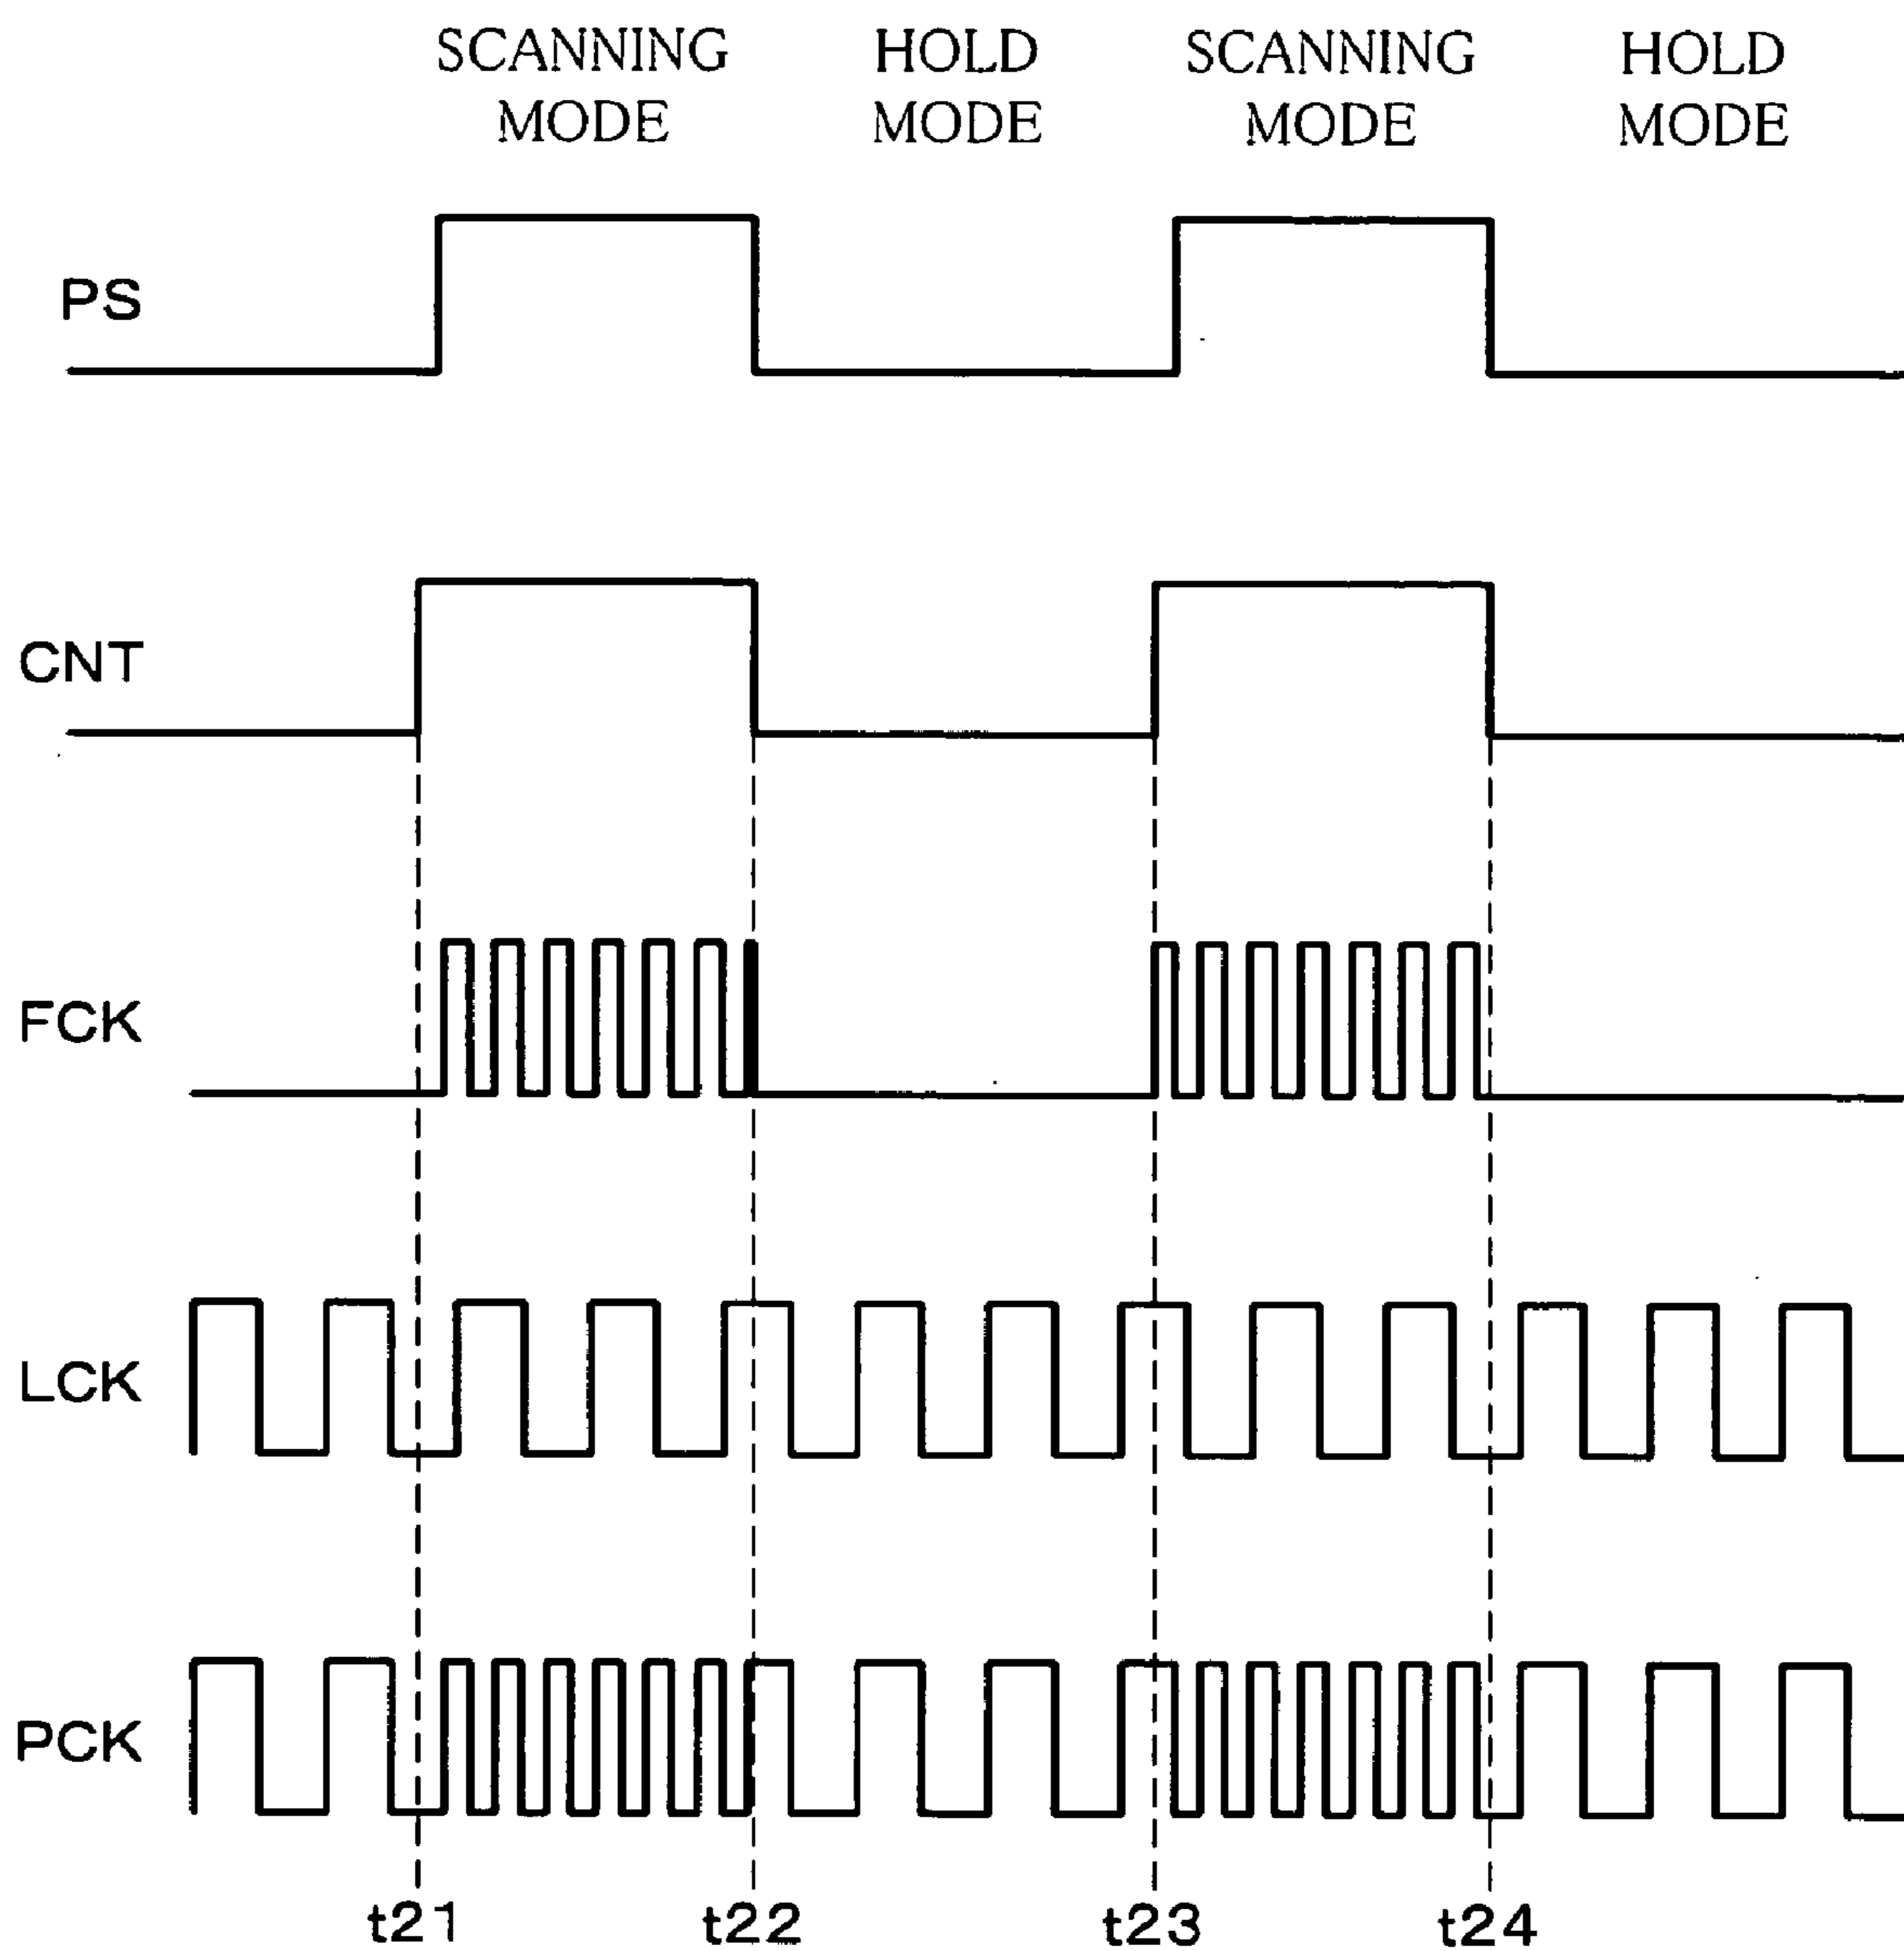 SCANNING MODE
HOLD MODE
SCANNING MODE
HOLD MODE
PS
CNT
FCK
LCK
PCK
t21
t22
t23
t24